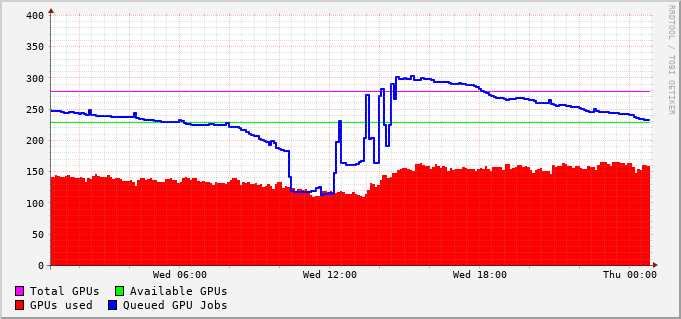 400
350
300
250
200
150
100
50
0
Wed 06:00 Wed 12:00 Wed 18:00 Thu 00:00
Total GPUs Available GPUs
GPUs used Queued GPU Jobs
RRDTOOL / TOBI OETIKER